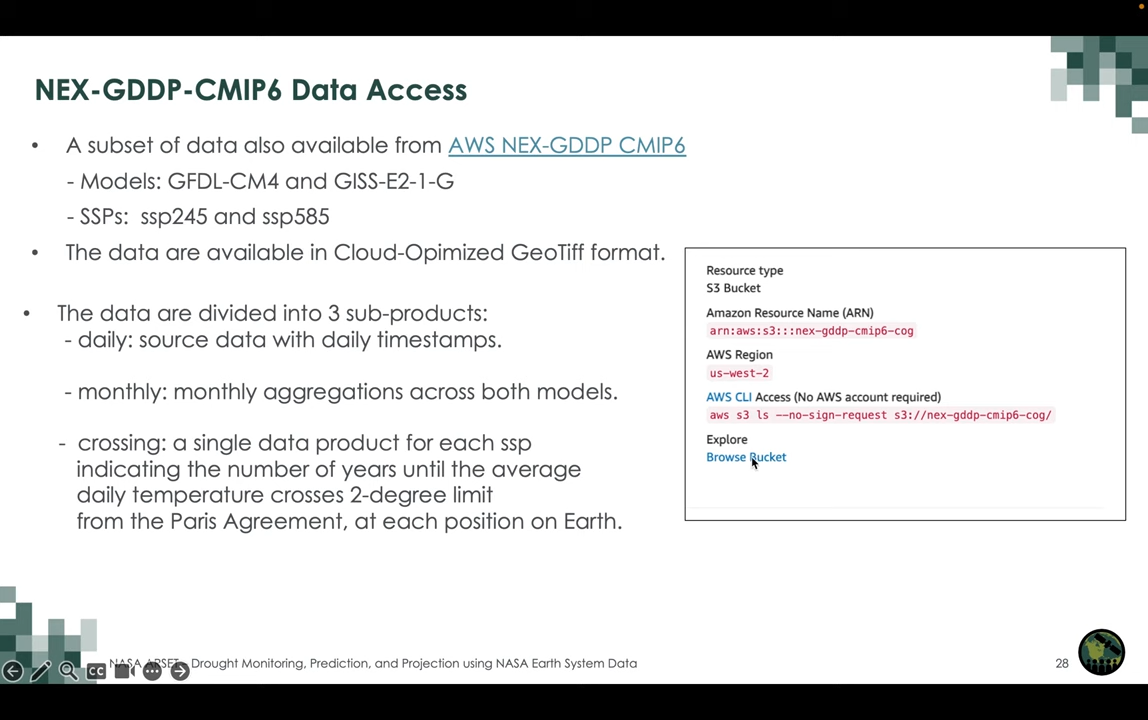 NEX-GDDP-CMIP6 Data Access
• A subset of data also available from AWS NEX-GDDP CMIP6
- Models: GFDL-CM4 and GISS-E2-1-G
- SSPs: ssp245 and ssp585
• The data are available in Cloud-Opimized GeoTiff format.
• The data are divided into 3 sub-products:
- daily: source data with daily timestamps.
- monthly: monthly aggregations across both models.
- crossing: a single data product for each ssp
indicating the number of years until the average
daily temperature crosses 2-degree limit
from the Paris Agreement, at each position on Earth.
Resource type
S3 Bucket
Amazon Resource Name (ARN)
arn:aws:s3:::nex-gddp-cmip6-cog
AWS Region
us-west-2
AWS CLI Access (No AWS account required)
aws s3 ls --no-sign-request s3://nex-gddp-cmip6-cog/
Explore
Browse Bucket
CC
NASA ARSET - Drought Monitoring, Prediction, and Projection using NASA Earth System Data
28